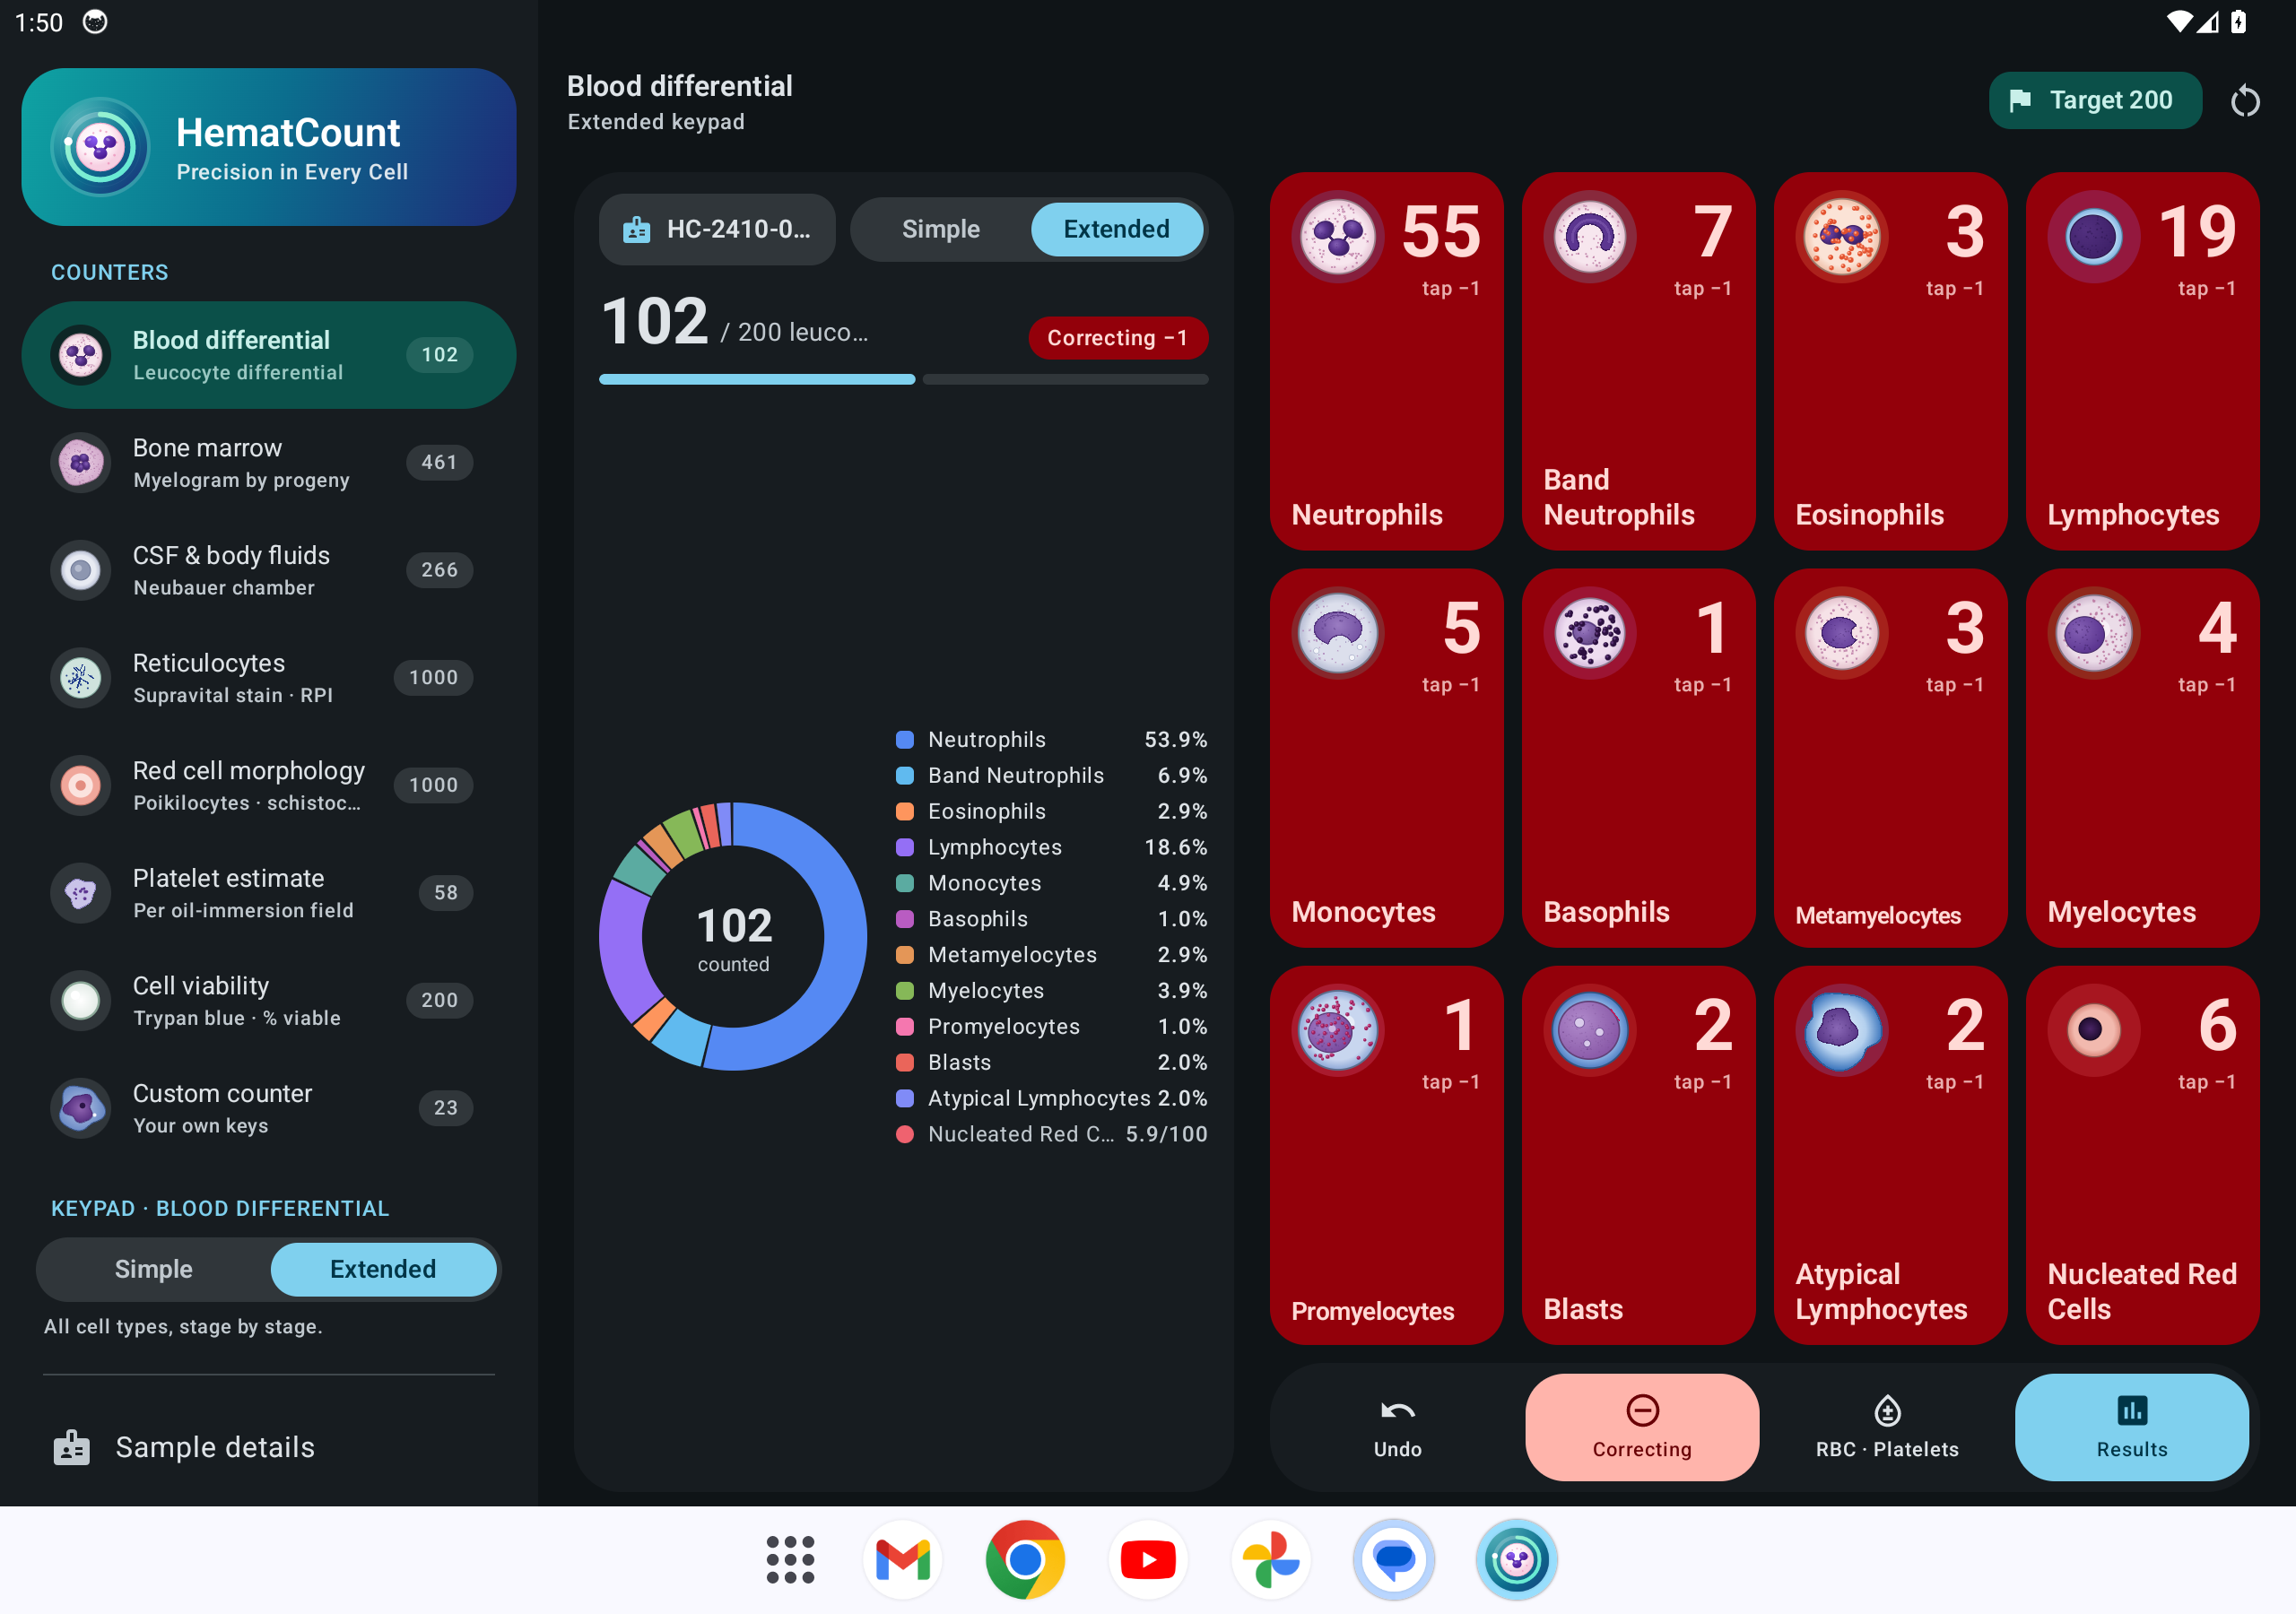 1:50
HematCount
Precision in Every Cell
COUNTERS
Blood differential
Leucocyte differential
102
Bone marrow
Myelogram by progeny
461
CSF & body fluids
Neubauer chamber
266
Reticulocytes
Supravital stain · RPI
1000
Red cell morphology
Poikilocytes · schistoc...
1000
Platelet estimate
Per oil-immersion field
58
Cell viability
Trypan blue · % viable
200
Custom counter
Your own keys
23
KEYPAD · BLOOD DIFFERENTIAL
Simple Extended
All cell types, stage by stage.
Sample details
Blood differential
Extended keypad
Target 200
HC-2410-0...
Simple Extended
102 / 200 leuco...
Correcting −1
102
counted
Neutrophils 53.9%
Band Neutrophils 6.9%
Eosinophils 2.9%
Lymphocytes 18.6%
Monocytes 4.9%
Basophils 1.0%
Metamyelocytes 2.9%
Myelocytes 3.9%
Promyelocytes 1.0%
Blasts 2.0%
Atypical Lymphocytes 2.0%
Nucleated Red C... 5.9/100
55
tap −1
Neutrophils
7
tap −1
Band
Neutrophils
3
tap −1
Eosinophils
19
tap −1
Lymphocytes
5
tap −1
Monocytes
1
tap −1
Basophils
3
tap −1
Metamyelocytes
4
tap −1
Myelocytes
1
tap −1
Promyelocytes
2
tap −1
Blasts
2
tap −1
Atypical
Lymphocytes
6
tap −1
Nucleated Red
Cells
Undo
Correcting
RBC · Platelets
Results